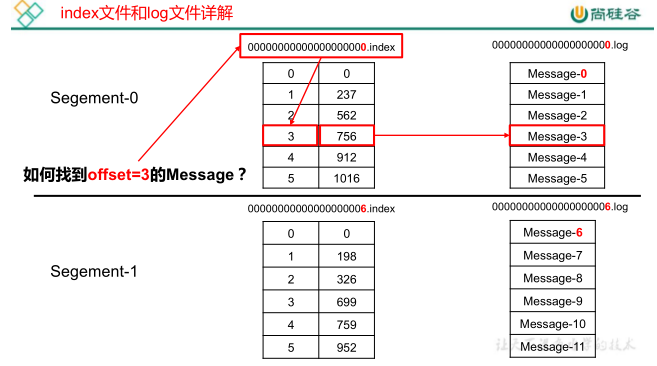 index文件和log文件详解
尚硅谷
00000000000000000000.index
00000000000000000000.log
Segement-0
0 0
1 237
2 562
3 756
4 912
5 1016
Message-0
Message-1
Message-2
Message-3
Message-4
Message-5
如何找到offset=3的Message？
00000000000000000006.index
00000000000000000006.log
Segement-1
0 0
1 198
2 326
3 699
4 759
5 952
Message-6
Message-7
Message-8
Message-9
Message-10
Message-11